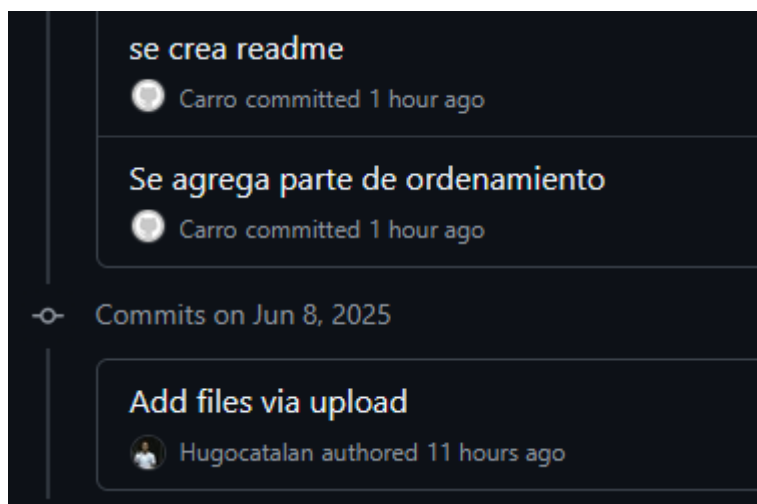 se crea readme
Carro committed 1 hour ago
Se agrega parte de ordenamiento
Carro committed 1 hour ago
Commits on Jun 8, 2025
Add files via upload
Hugocatalan authored 11 hours ago